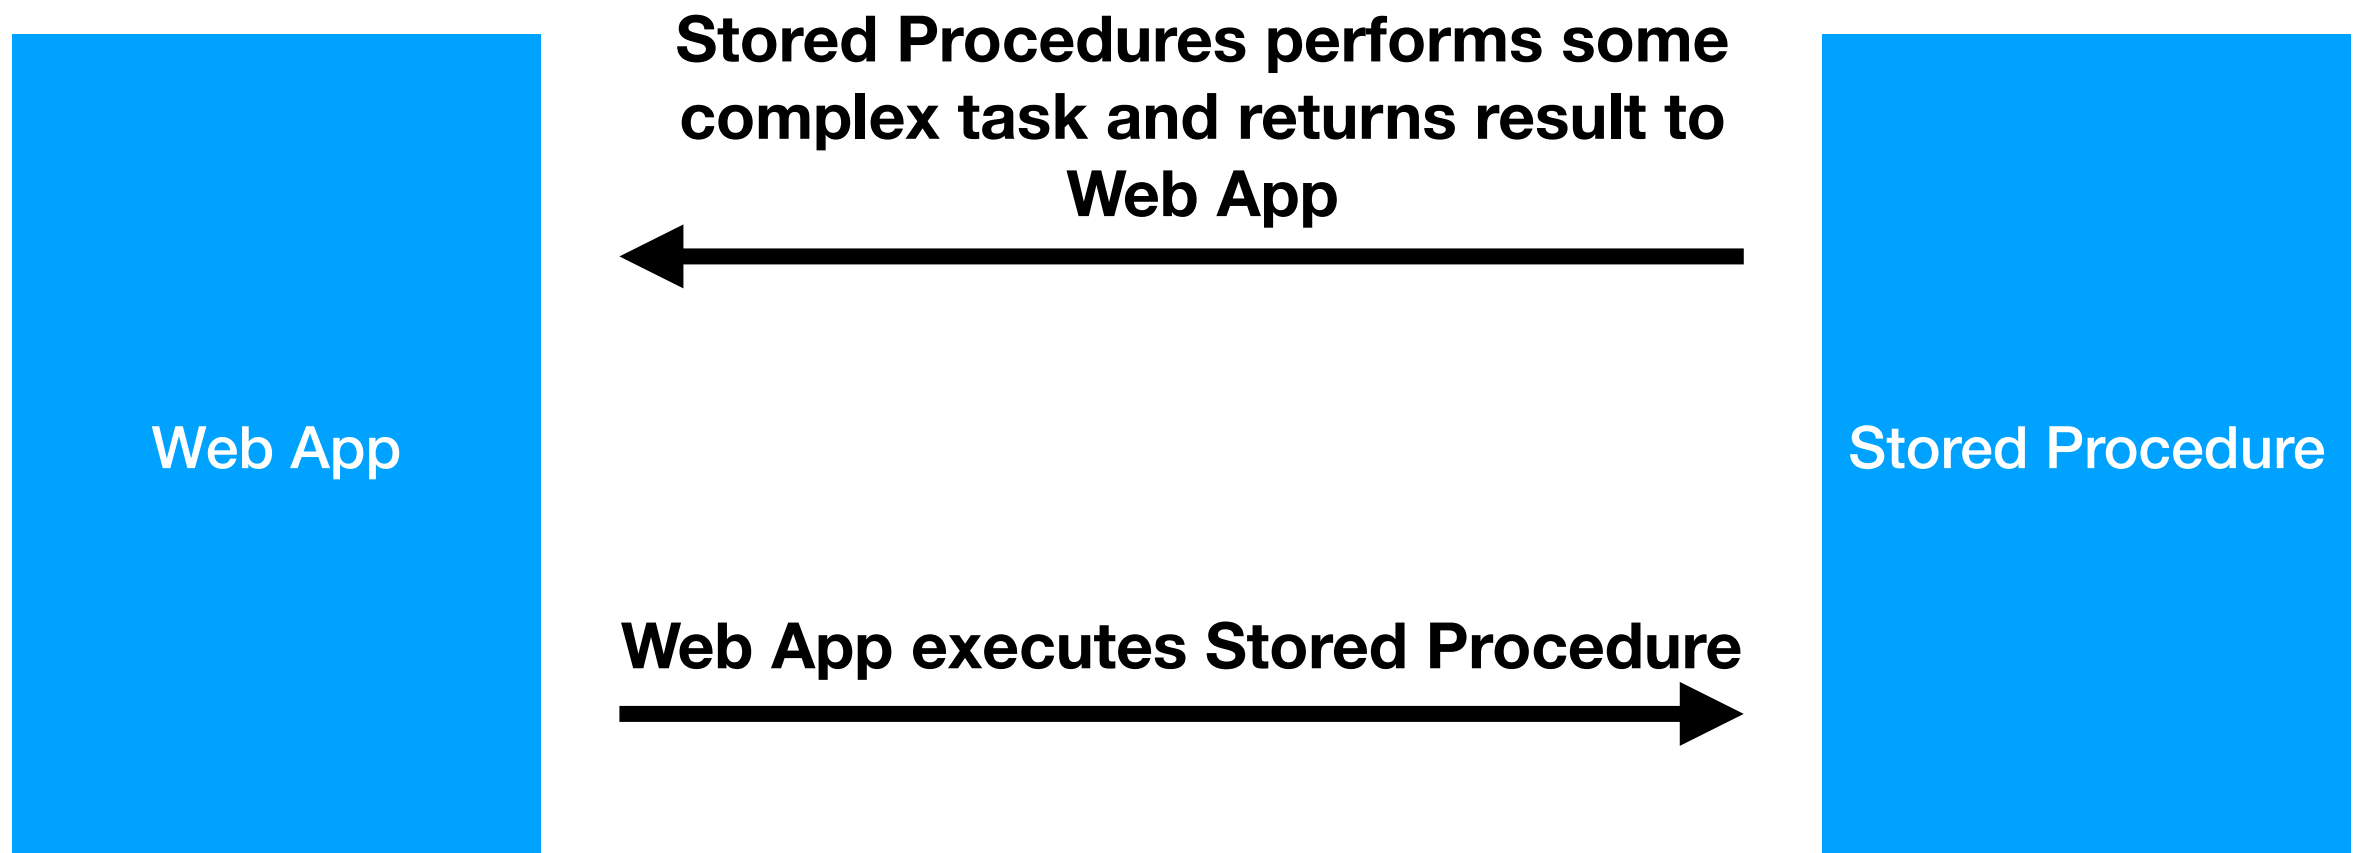 Stored Procedures performs some
complex task and returns result to
Web App
Web App
Stored Procedure
Web App executes Stored Procedure